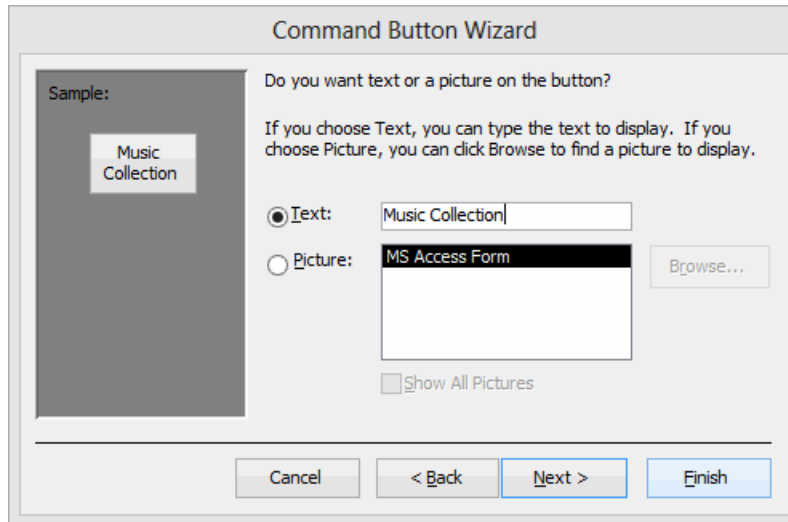 Command Button Wizard
Sample:
Music
Collection
Do you want text or a picture on the button?
If you choose Text, you can type the text to display. If you
choose Picture, you can click Browse to find a picture to display.
Text:
Music Collection
Picture:
MS Access Form
Browse...
Show All Pictures
Cancel
< Back
Next >
Finish